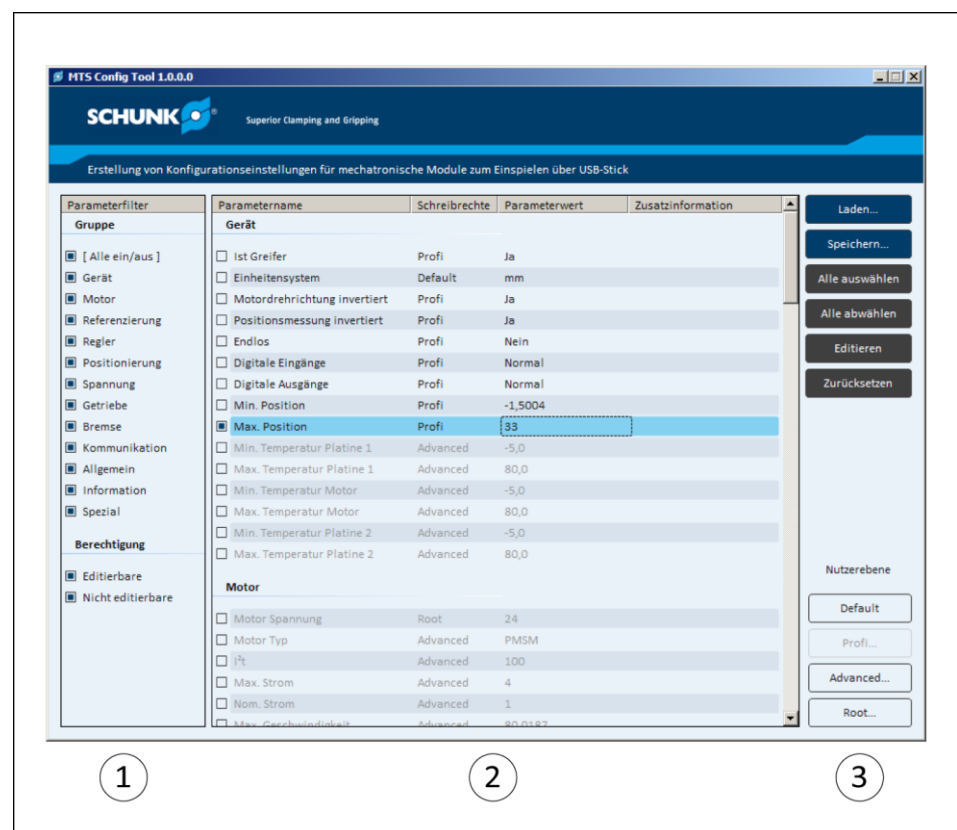 MTS Config Tool 1.0.0.0
SCHUNK ® Superior Clamping and Gripping
Erstellung von Konfigurationseinstellungen für mechatronische Module zum Einspielen über USB-Stick
Parameterfilter
Gruppe
[ Alle ein/aus ]
Gerät
Motor
Referenzierung
Regler
Positionierung
Spannung
Getriebe
Bremse
Kommunikation
Allgemein
Information
Spezial
Berechtigung
Editierbare
Nicht editierbare
Parametername Schreibrechte Parameterwert Zusatzinformation
Gerät
Ist Greifer Profi Ja
Einheitensystem Default mm
Motordrehrichtung invertiert Profi Ja
Positionsmessung invertiert Profi Ja
Endlos Profi Nein
Digitale Eingänge Profi Normal
Digitale Ausgänge Profi Normal
Min. Position Profi -1,5004
Max. Position Profi 33
Min. Temperatur Platine 1 Advanced -5,0
Max. Temperatur Platine 1 Advanced 80,0
Min. Temperatur Motor Advanced -5,0
Max. Temperatur Motor Advanced 80,0
Min. Temperatur Platine 2 Advanced -5,0
Max. Temperatur Platine 2 Advanced 80,0
Motor
Motor Spannung Root 24
Motor Typ Advanced PMSM
I²t Advanced 100
Max. Strom Advanced 4
Nom. Strom Advanced 1
Max. Geschwindigkeit Advanced 80,0187
Laden...
Speichern...
Alle auswählen
Alle abwählen
Editieren
Zurücksetzen
Nutzerebene
Default
Profi...
Advanced...
Root...
1 2 3